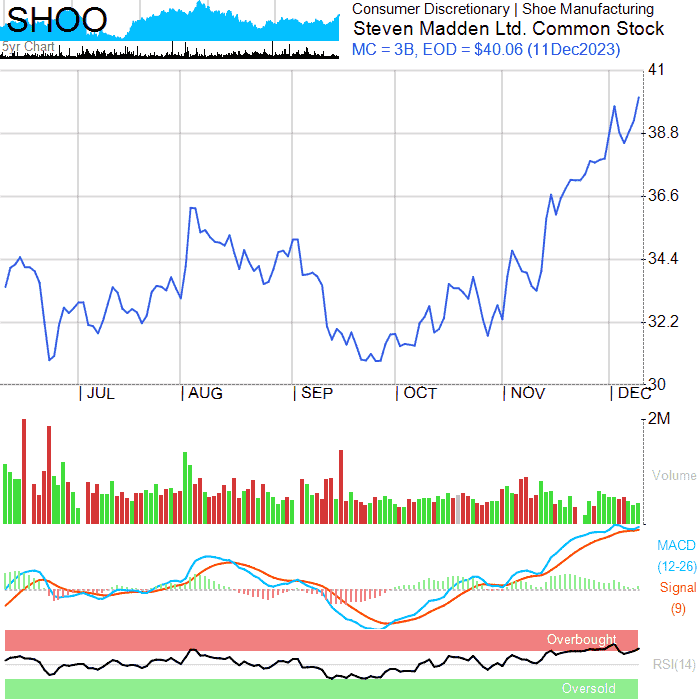 SHOO
5yr Chart
Consumer Discretionary | Shoe Manufacturing
Steven Madden Ltd. Common Stock
MC = 3B, EOD = $40.06 (11Dec2023)
41
38.8
36.6
34.4
32.2
30
| JUL | AUG | SEP | OCT | NOV | DEC
2M
Volume
MACD
(12-26)
Signal
(9)
Overbought
RSI(14)
Oversold